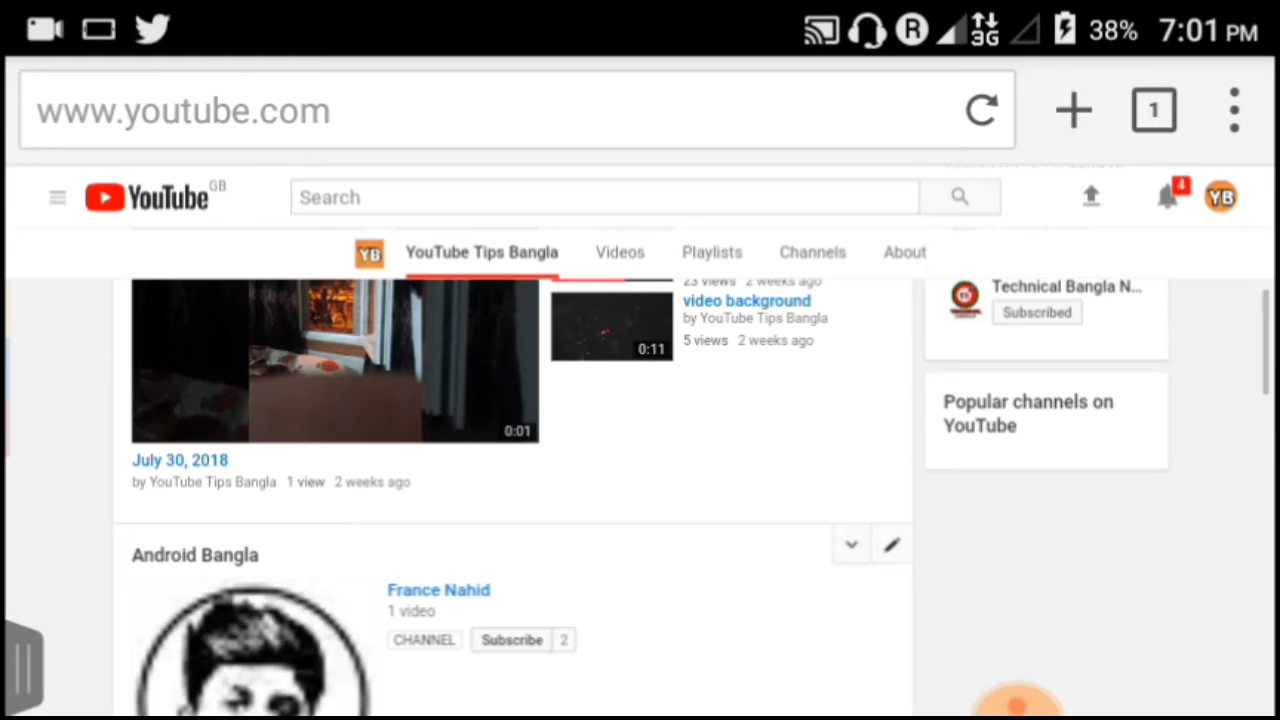 R 3G 38% 7:01 PM
www.youtube.com
1
YouTube GB
Search
4
YB
YB YouTube Tips Bangla Videos Playlists Channels About
23 views 2 weeks ago
video background
by YouTube Tips Bangla
5 views 2 weeks ago
0:11
0:01
July 30, 2018
by YouTube Tips Bangla 1 view 2 weeks ago
Technical Bangla N...
Subscribed
Popular channels on
YouTube
Android Bangla
France Nahid
1 video
CHANNEL Subscribe 2